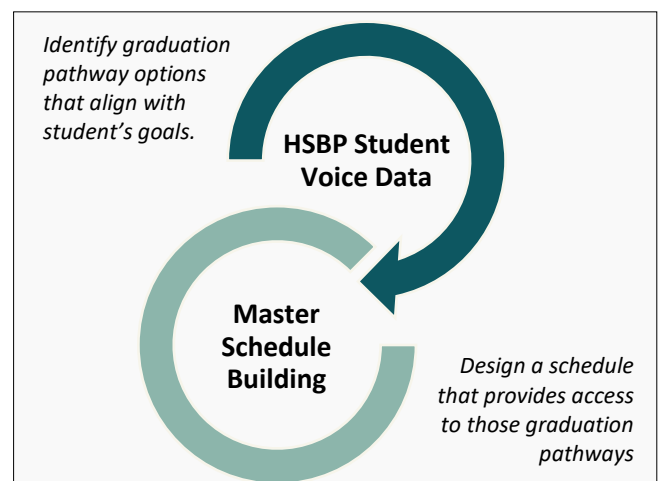 Identify graduation
pathway options
that align with
student’s goals.
HSBP Student
Voice Data
Master
Schedule
Building
Design a schedule
that provides access
to those graduation
pathways